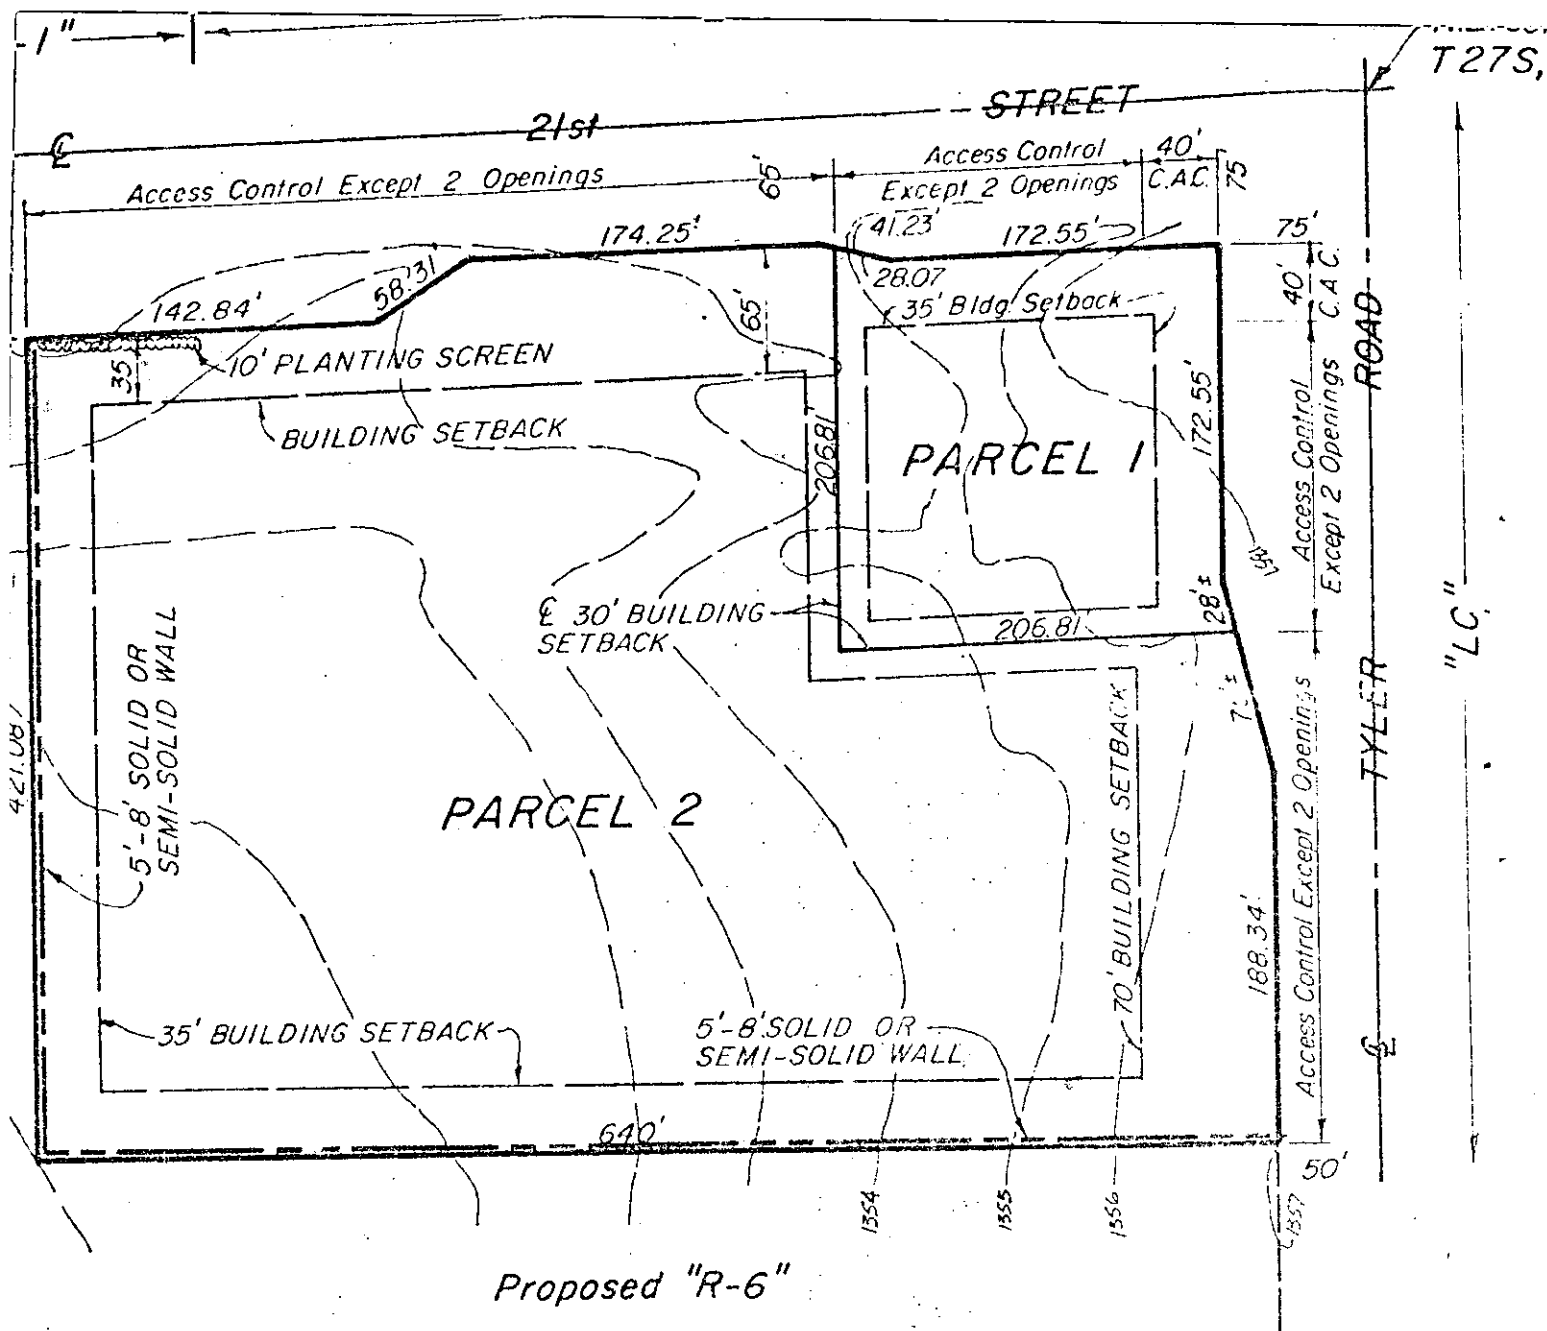 -1"
T27S,
STREET
21st
℄
Access Control Except 2 Openings
65'
Access Control
Except 2 Openings
40'
C.A.C.
75'
41.23'
174.25'
172.55'
75'
28.07
58.31
142.84'
65'
35' Bldg. Setback
40'
C.A.C.
ROAD
10' PLANTING SCREEN
35'
BUILDING SETBACK
206.81'
PARCEL 1
172.55'
Access Control
Except 2 Openings
℄ 30' BUILDING
SETBACK
206.81'
28'±
"LC"
5'-8' SOLID OR
SEMI-SOLID WALL
421.08'
TYLER
PARCEL 2
70' BUILDING SETBACK
188.34'
Access Control Except 2 Openings
35' BUILDING SETBACK
5'-8' SOLID OR
SEMI-SOLID WALL
℄
640'
50'
1354
1355
1356
1357
Proposed "R-6"